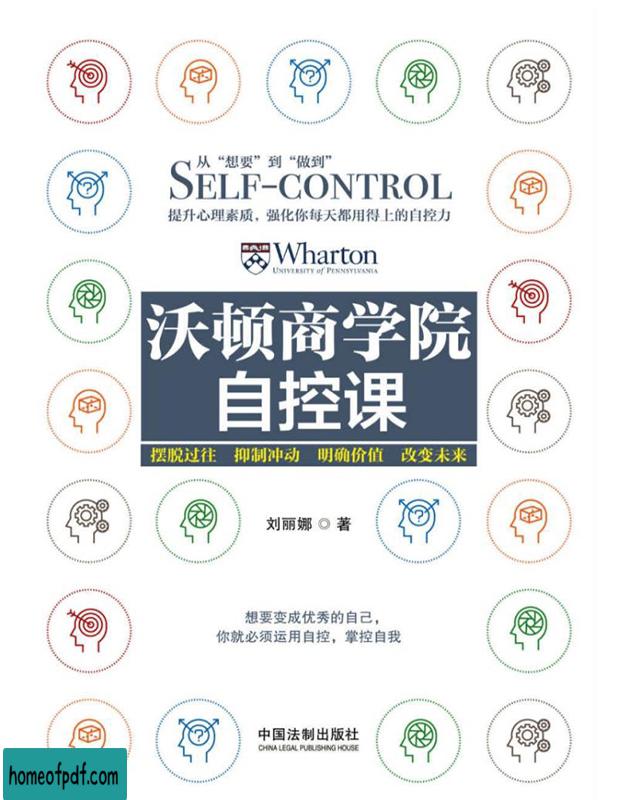 从“想要”到“做到”
SELF-CONTROL
提升心理素质，强化你每天都用得上的自控力
Wharton
UNIVERSITY OF PENNSYLVANIA
沃顿商学院
自控课
摆脱过往 抑制冲动 明确价值 改变未来
刘丽娜 ◎ 著
想要变成优秀的自己，
你就必须运用自控，掌控自我
中国法制出版社
CHINA LEGAL PUBLISHING HOUSE
homeofpdf.com